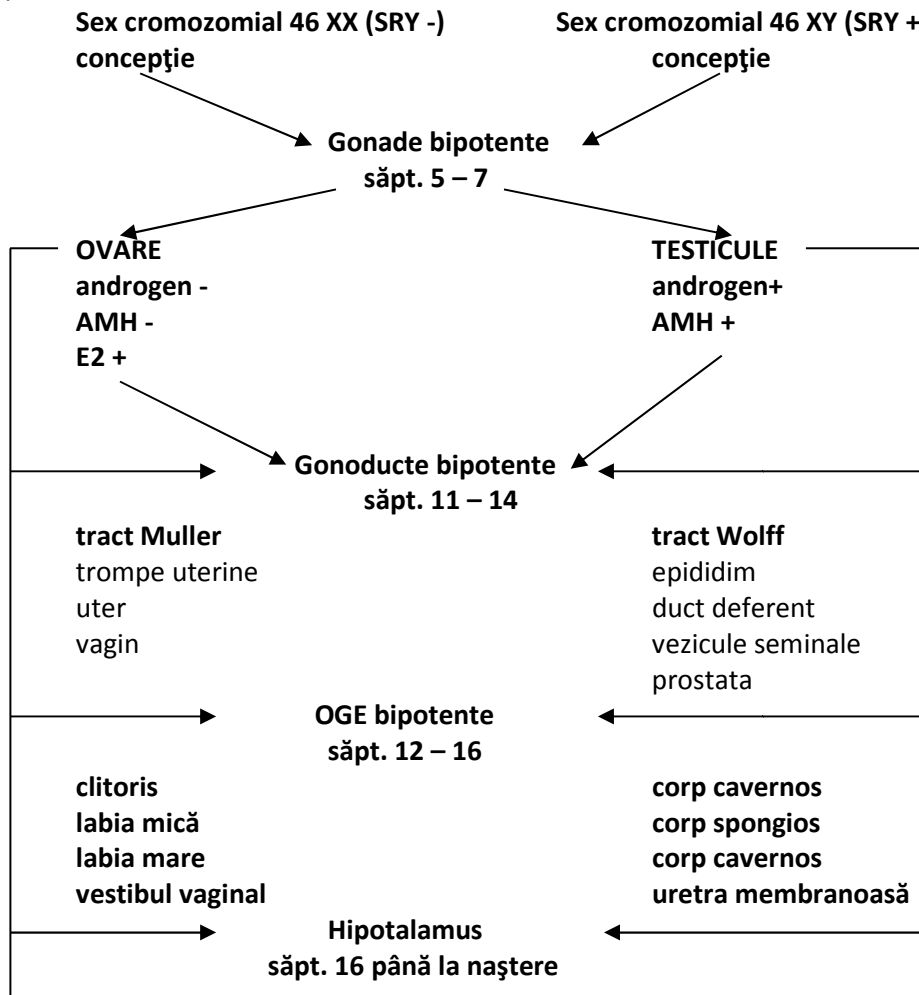 Sex cromozomial 46 XX (SRY -)
concepţie
Sex cromozomial 46 XY (SRY +
concepţie
Gonade bipotente
săpt. 5 – 7
OVARE
androgen -
AMH -
E2 +
TESTICULE
androgen+
AMH +
Gonoducte bipotente
săpt. 11 – 14
tract Muller
trompe uterine
uter
vagin
tract Wolff
epididim
duct deferent
vezicule seminale
prostata
OGE bipotente
săpt. 12 – 16
clitoris
labia mică
labia mare
vestibul vaginal
corp cavernos
corp spongios
corp cavernos
uretra membranoasă
Hipotalamus
săpt. 16 până la naştere